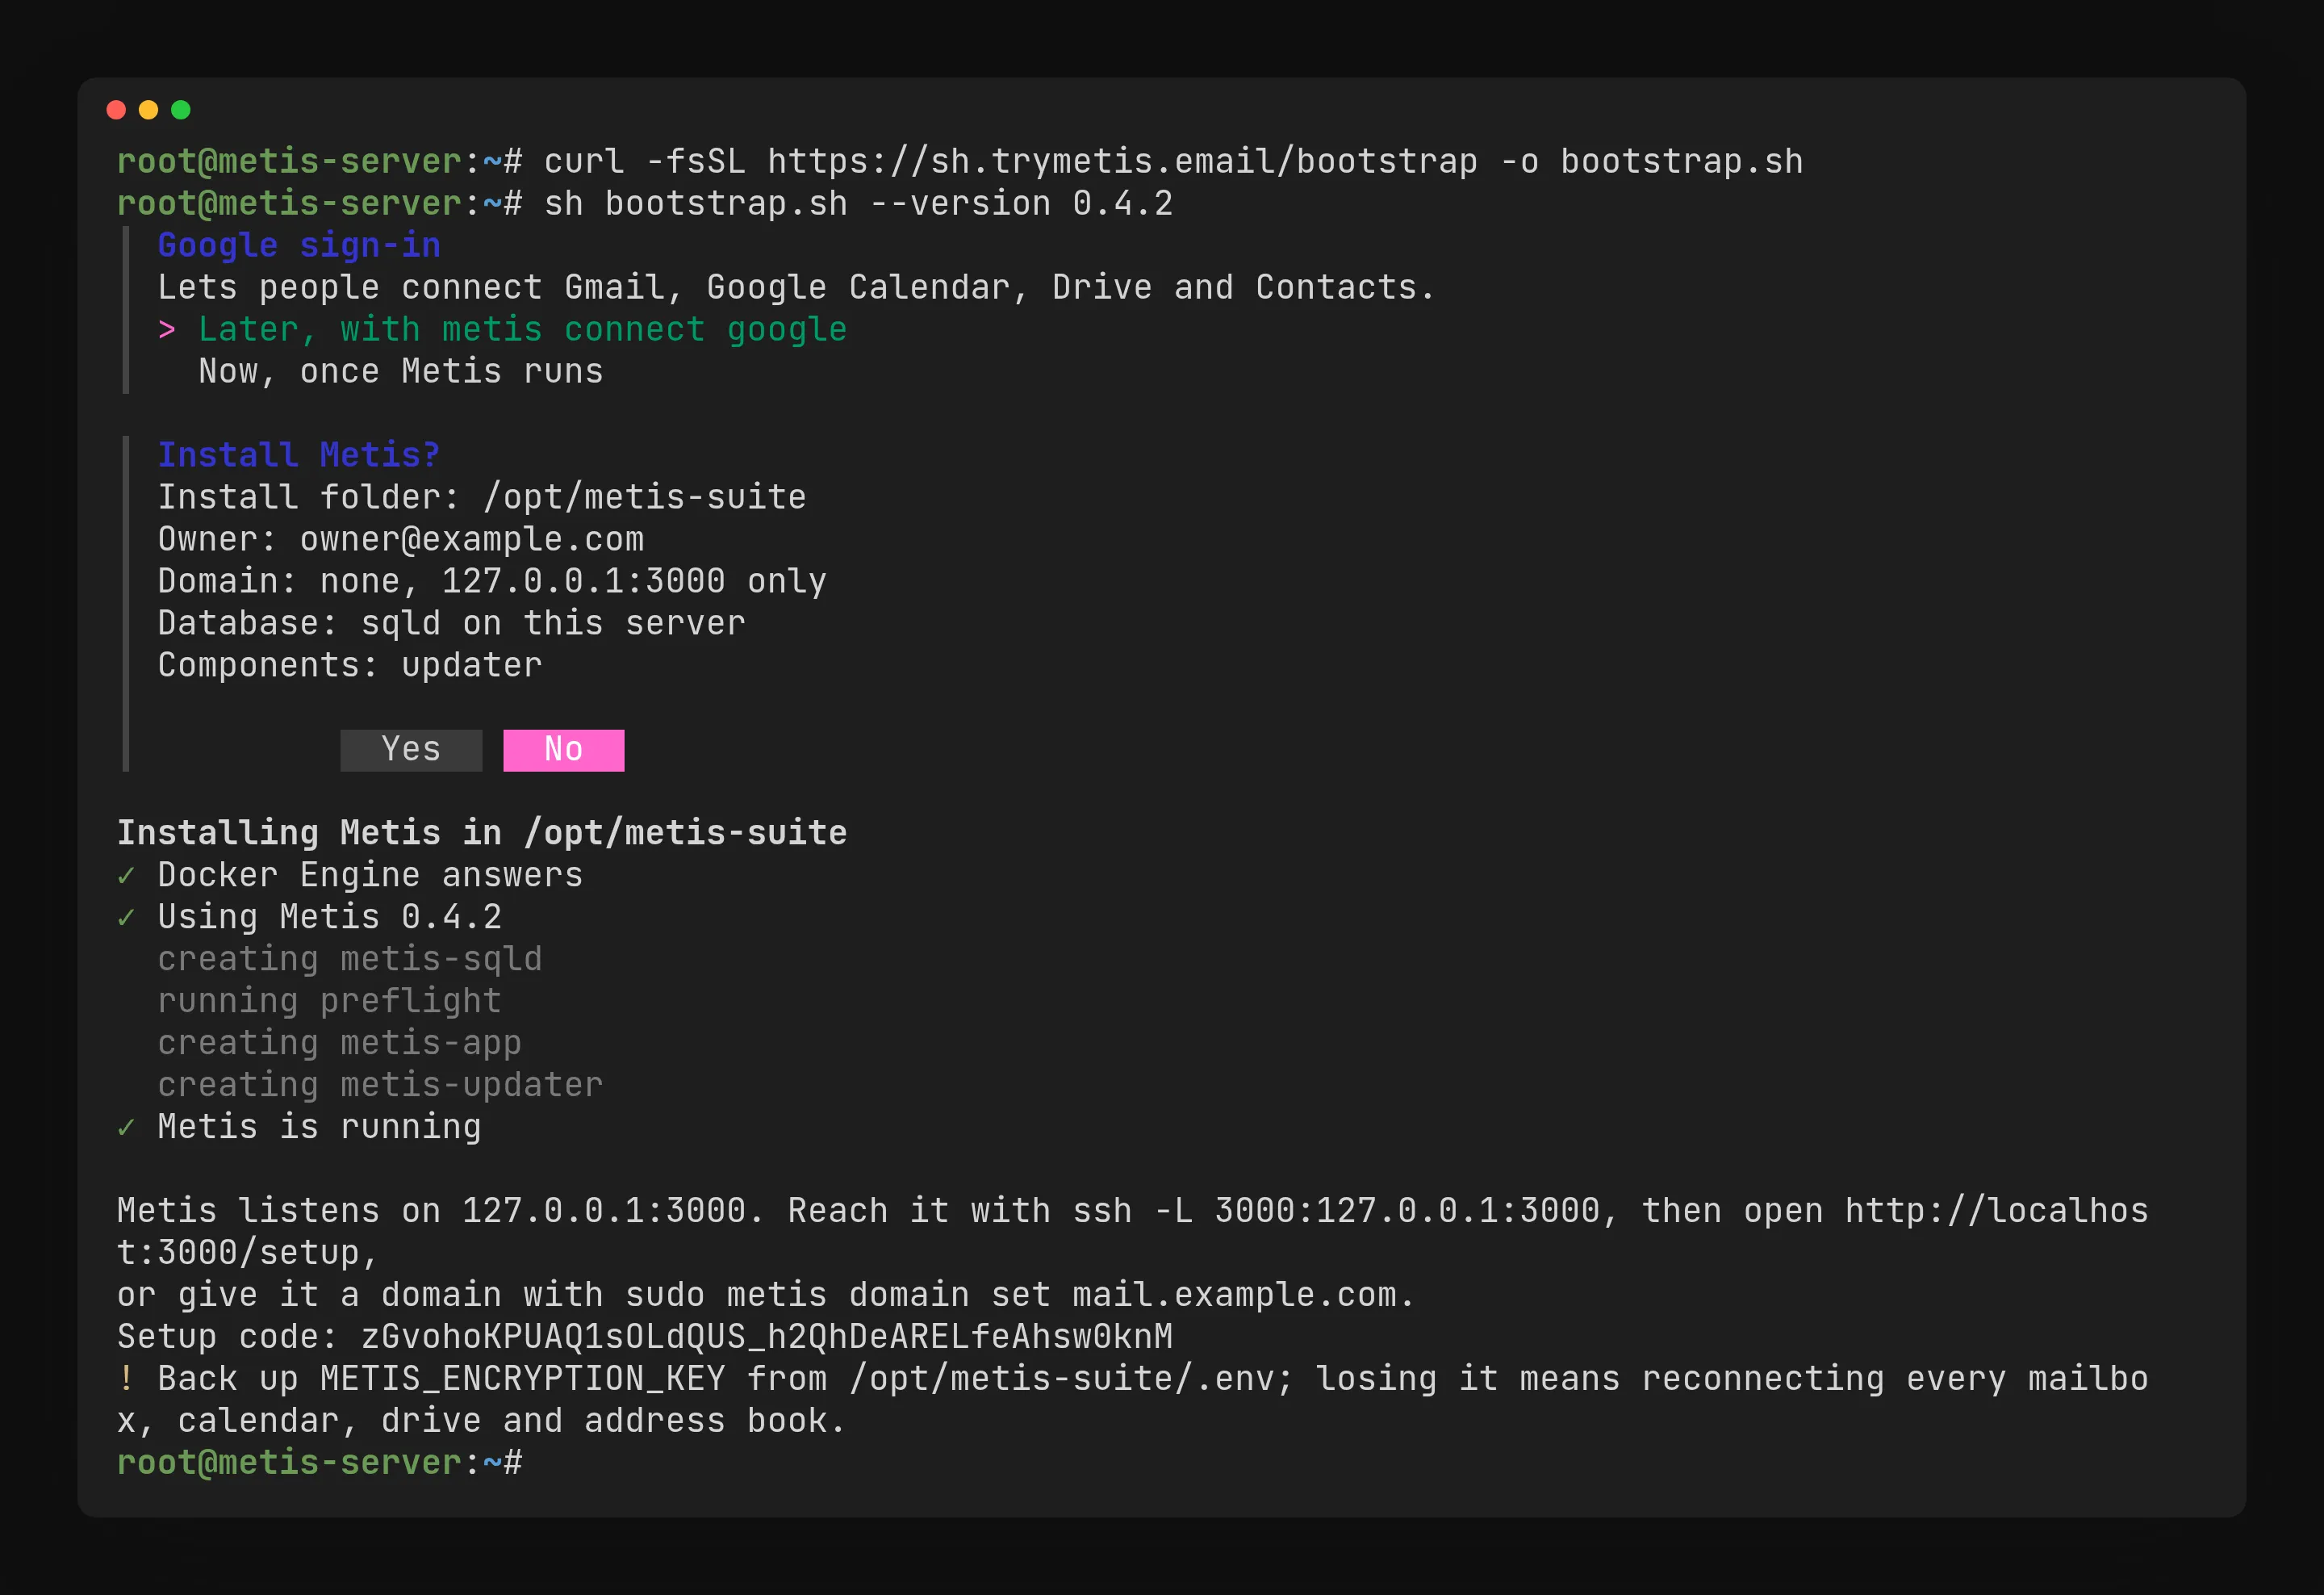 root@metis-server:~# curl -fsSL https://sh.trymetis.email/bootstrap -o bootstrap.sh
root@metis-server:~# sh bootstrap.sh --version 0.4.2
Google sign-in
Lets people connect Gmail, Google Calendar, Drive and Contacts.
> Later, with metis connect google
Now, once Metis runs
Install Metis?
Install folder: /opt/metis-suite
Owner: owner@example.com
Domain: none, 127.0.0.1:3000 only
Database: sqld on this server
Components: updater
Yes No
Installing Metis in /opt/metis-suite
✓ Docker Engine answers
✓ Using Metis 0.4.2
creating metis-sqld
running preflight
creating metis-app
creating metis-updater
✓ Metis is running
Metis listens on 127.0.0.1:3000. Reach it with ssh -L 3000:127.0.0.1:3000, then open http://localhos
t:3000/setup,
or give it a domain with sudo metis domain set mail.example.com.
Setup code: zGvohoKPUAQ1sOLdQUS_h2QhDeARELfeAhsw0knM
! Back up METIS_ENCRYPTION_KEY from /opt/metis-suite/.env; losing it means reconnecting every mailbo
x, calendar, drive and address book.
root@metis-server:~#